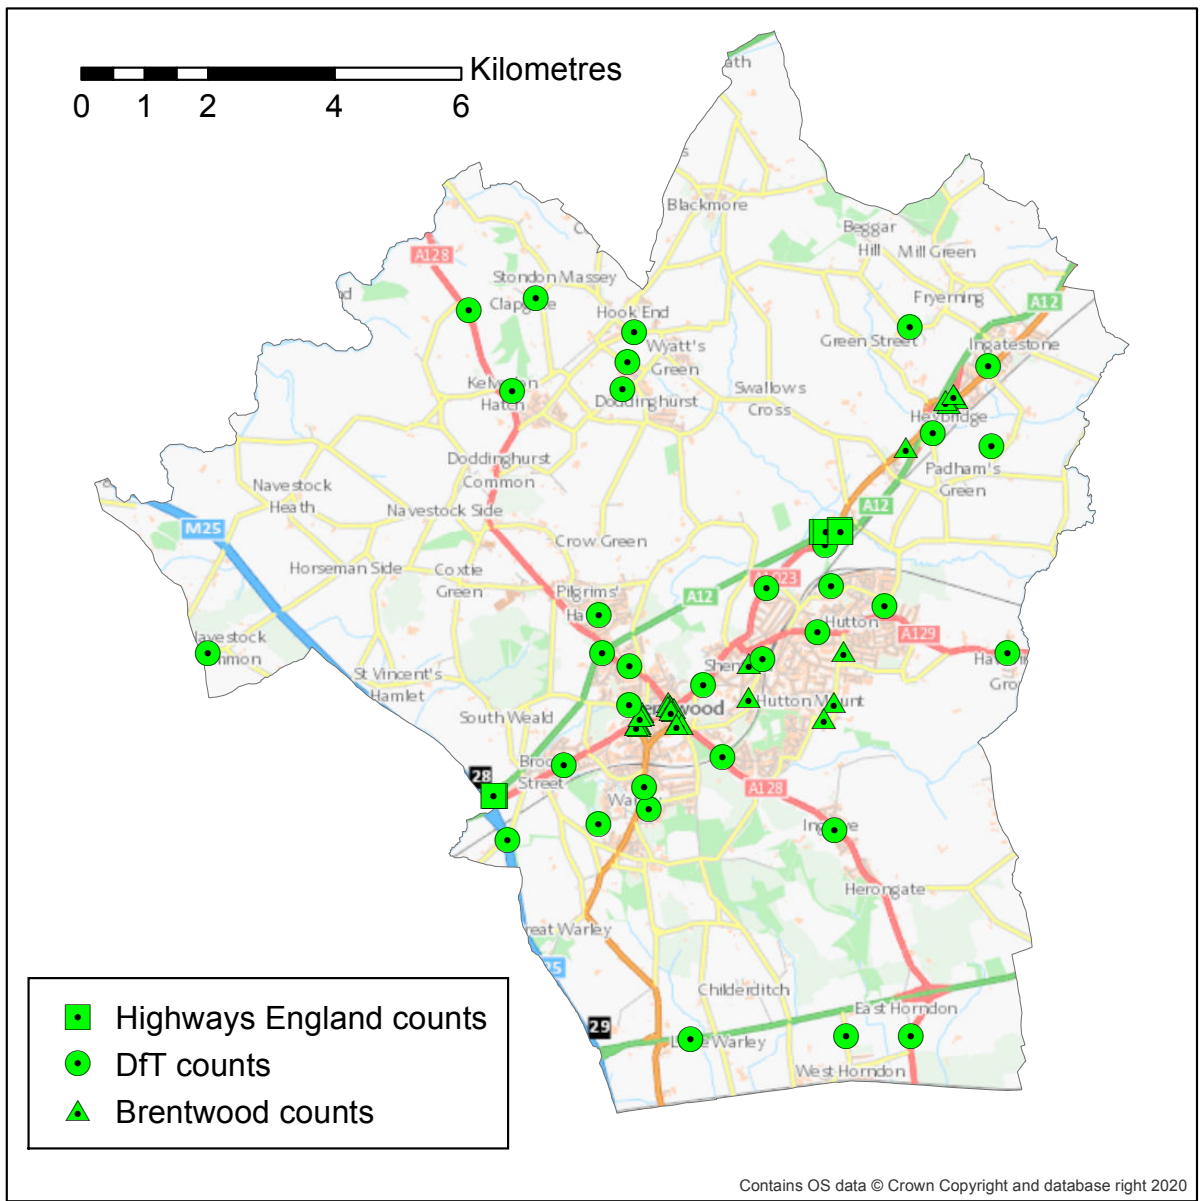 Kilometres
0 1 2 4 6
Blackmore
Beggar
Hill
Mill Green
A128
Stondon Massey
Fryerning
A12
Hook End
Green Street
Ingatestone
Wyatt's
Green
Swallows
Cross
Hatch
Doddinghurst
Heybridge
Doddinghurst
Common
Padham's
Green
Navestock
Heath
Navestock Side
A12
M25
Crow Green
Horseman Side
Coxtie
Green
Pilgrims'
A12
Hutton
A129
St Vincent's
Hamlet
Hutton Mount
South Weald
28
Street
A128
Herongate
Childerditch
East Horndon
29
West Horndon
Highways England counts
DfT counts
Brentwood counts
Contains OS data © Crown Copyright and database right 2020